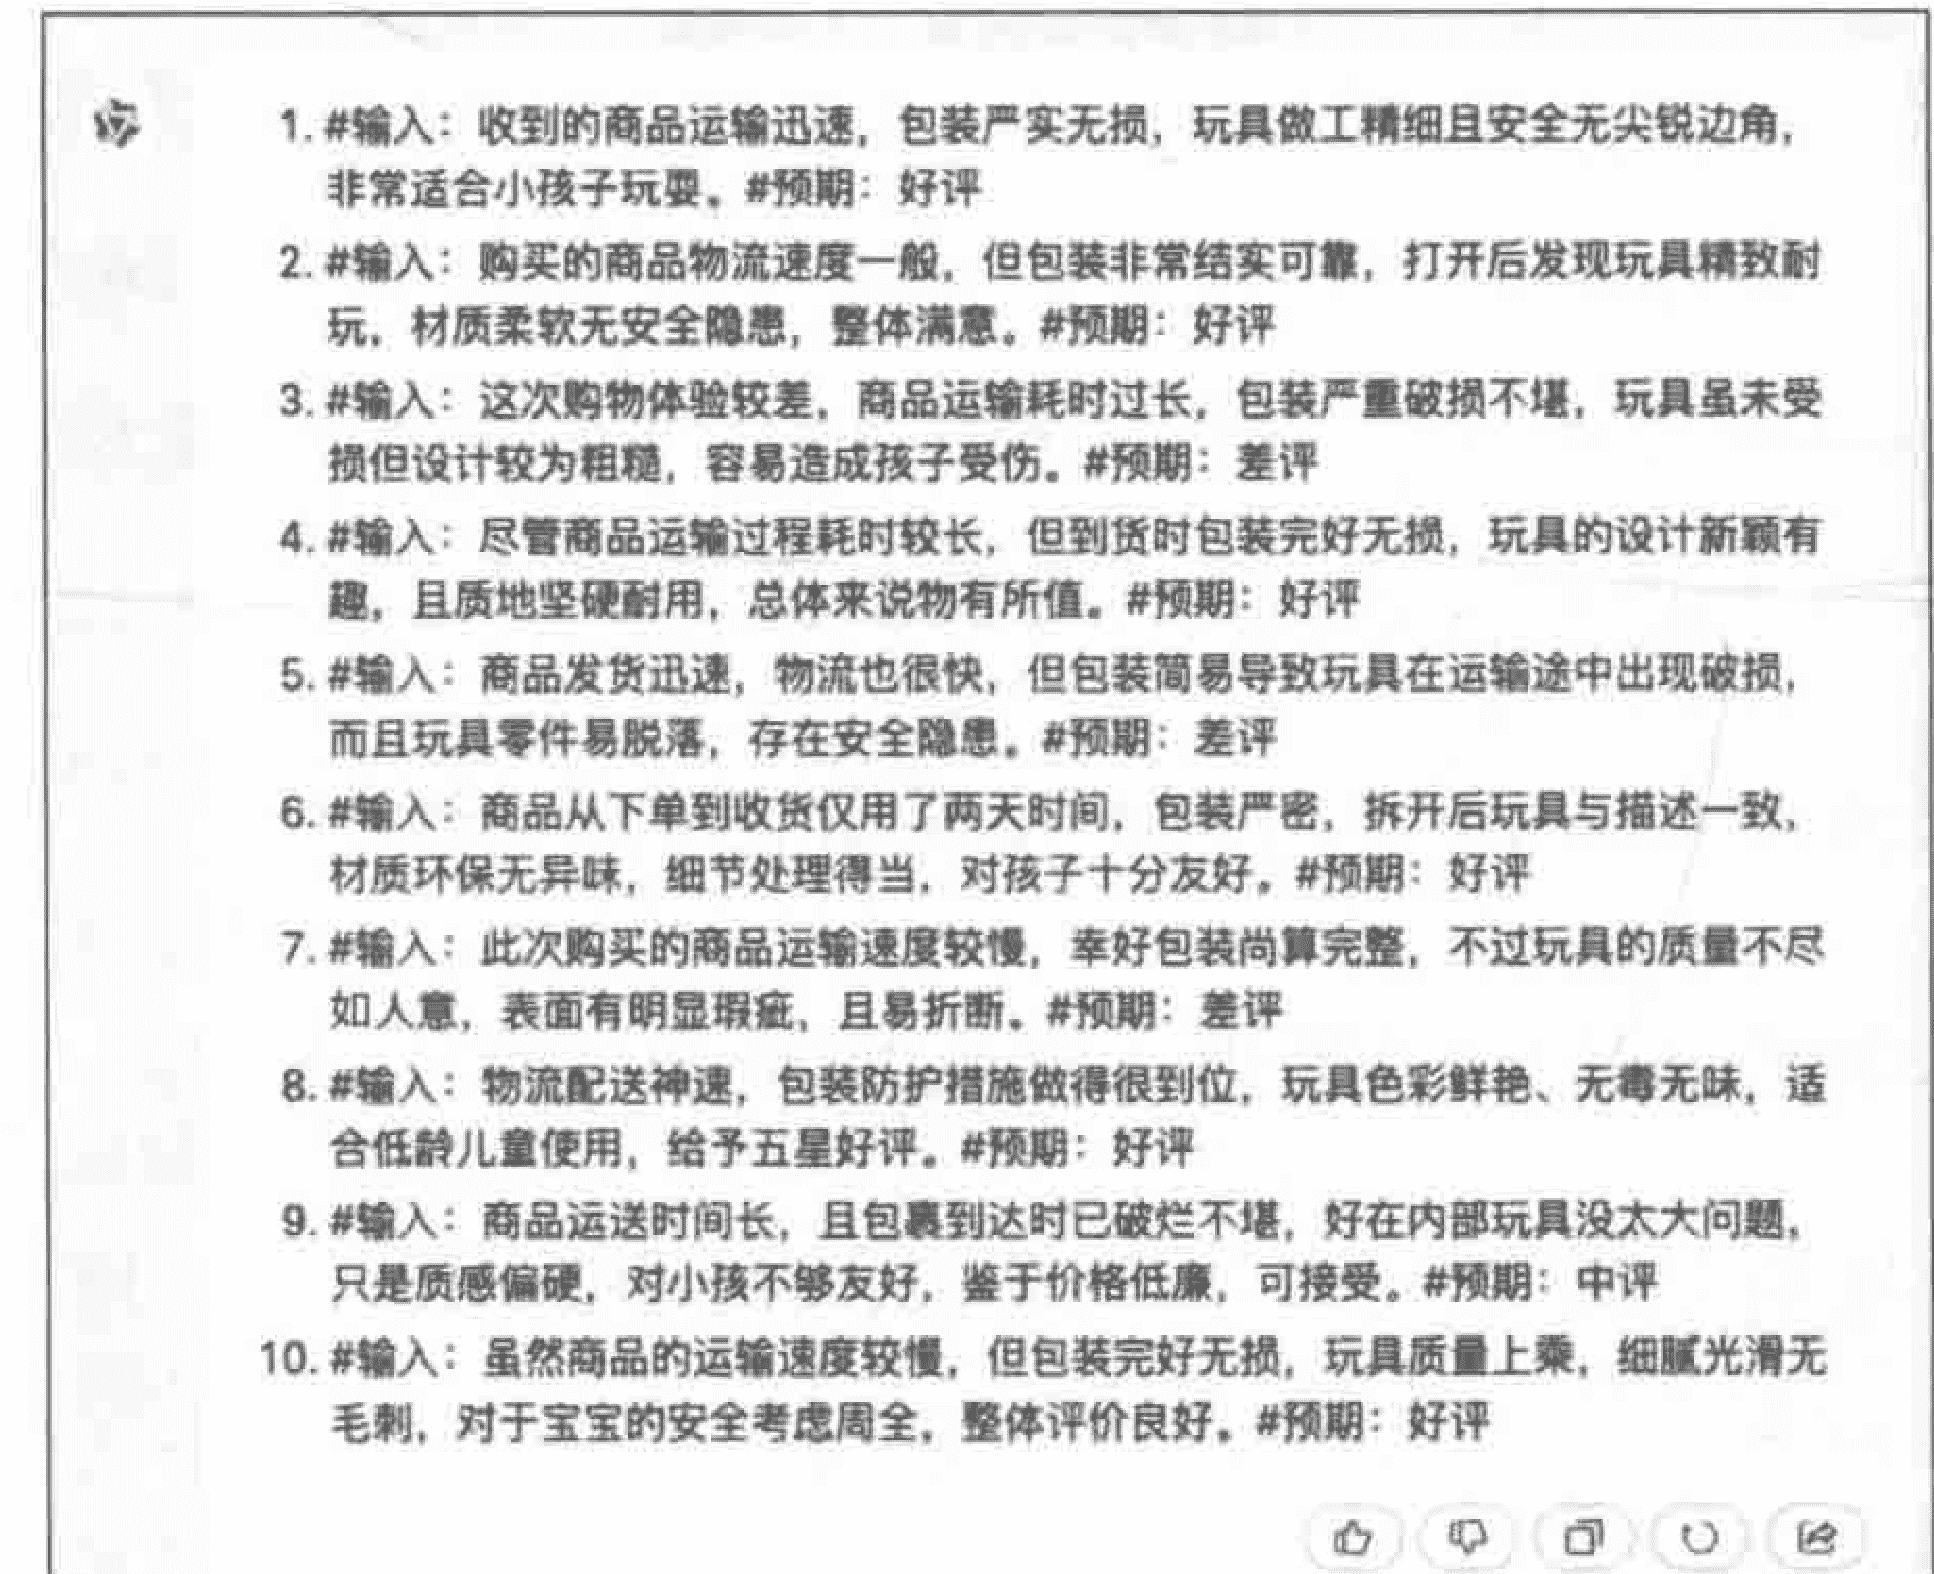 1. #输入：收到的商品运输迅速，包装严实无损，玩具做工精细且安全无尖锐边角，
非常适合小孩子玩耍。#预期：好评
2. #输入：购买的商品物流速度一般，但包装非常结实可靠，打开后发现玩具精致耐
玩，材质柔软无安全隐患，整体满意。#预期：好评
3. #输入：这次购物体验较差，商品运输耗时过长，包装严重破损不堪，玩具虽未受
损但设计较为粗糙，容易造成孩子受伤。#预期：差评
4. #输入：尽管商品运输过程耗时较长，但到货时包装完好无损，玩具的设计新颖有
趣，且质地坚硬耐用，总体来说物有所值。#预期：好评
5. #输入：商品发货迅速，物流也很快，但包装简易导致玩具在运输途中出现破损，
而且玩具零件易脱落，存在安全隐患。#预期：差评
6. #输入：商品从下单到收货仅用了两天时间，包装严密，拆开后玩具与描述一致，
材质环保无异味，细节处理得当，对孩子十分友好。#预期：好评
7. #输入：此次购买的商品运输速度较慢，幸好包装尚算完整，不过玩具的质量不尽
如人意，表面有明显瑕疵，且易折断。#预期：差评
8. #输入：物流配送神速，包装防护措施做得很到位，玩具色彩鲜艳、无毒无味，适
合低龄儿童使用，给予五星好评。#预期：好评
9. #输入：商品运送时间长，且包裹到达时已破烂不堪，好在内部玩具没太大问题，
只是质感偏硬，对小孩不够友好，鉴于价格低廉，可接受。#预期：中评
10. #输入：虽然商品的运输速度较慢，但包装完好无损，玩具质量上乘，细腻光滑无
毛刺，对于宝宝的安全考虑周全，整体评价良好。#预期：好评